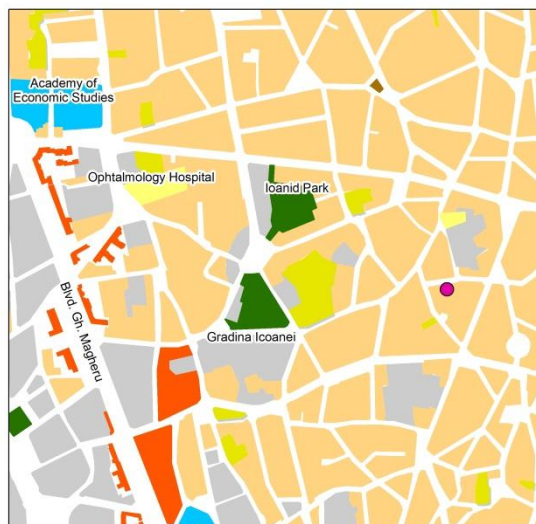 Academy of
Economic Studies
Ophtalmology Hospital
Ioanid Park
Blvd. Gh. Magheru
Gradina Icoanei